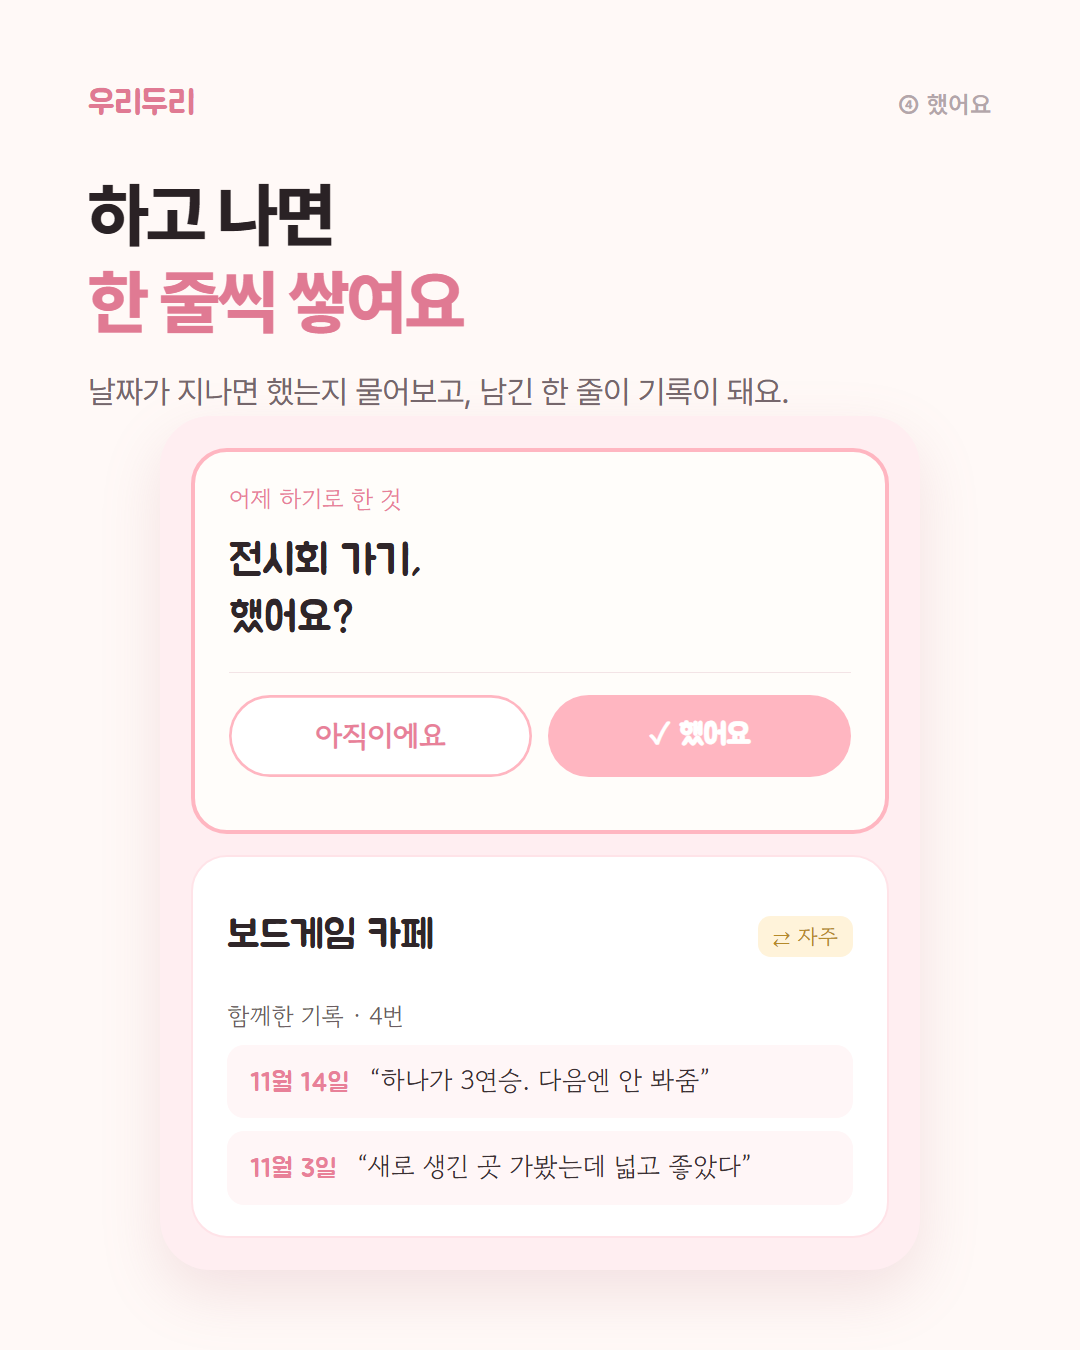 우리두리
④ 했어요
하고 나면
한 줄씩 쌓여요
날짜가 지나면 했는지 물어보고, 남긴 한 줄이 기록이 돼요.
어제 하기로 한 것
전시회 가기,
했어요?
아직이에요
✓ 했어요
보드게임 카페
⇄ 자주
함께한 기록 · 4번
11월 14일 “하나가 3연승. 다음엔 안 봐줌”
11월 3일 “새로 생긴 곳 가봤는데 넓고 좋았다”